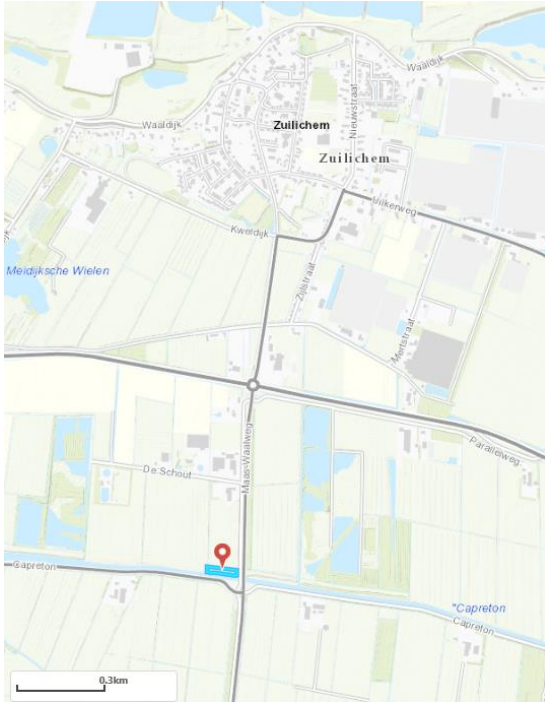 Waaldijk
Waaldijk
Nieuwstraat
Zuilichem
Zuilichem
Uilkerweg
Kweldijk
Meidijksche Wielen
Zijlstraat
Mertstraat
Maas-Waalweg
Parallelweg
De Schout
Capreton
"Capreton
Capreton
0.3km